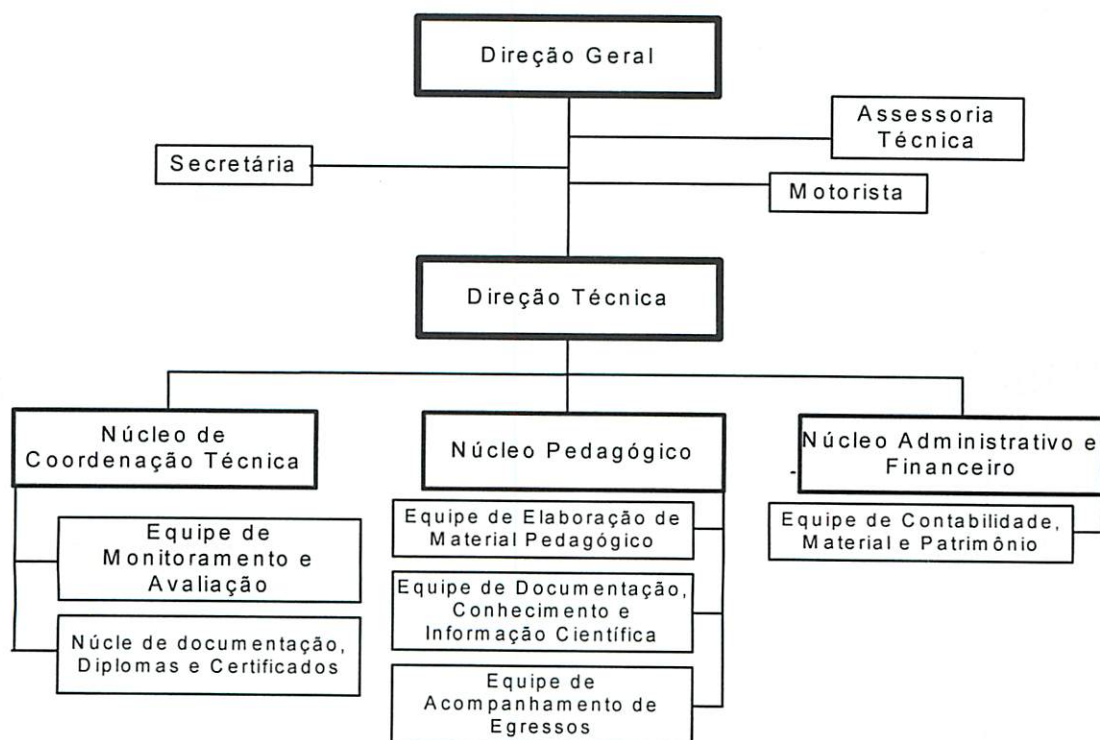 Direção Geral
Assessoria
Técnica
Secretária
Motorista
Direção Técnica
Núcleo de
Coordenação Técnica
Núcleo Pedagógico
Núcleo Administrativo e
Financeiro
Equipe de
Monitoramento e
Avaliação
Núcle de documentação,
Diplomas e Certificados
Equipe de Elaboração de
Material Pedagógico
Equipe de Documentação,
Conhecimento e
Informação Científica
Equipe de
Acompanhamento de
Egressos
Equipe de Contabilidade,
Material e Patrimônio